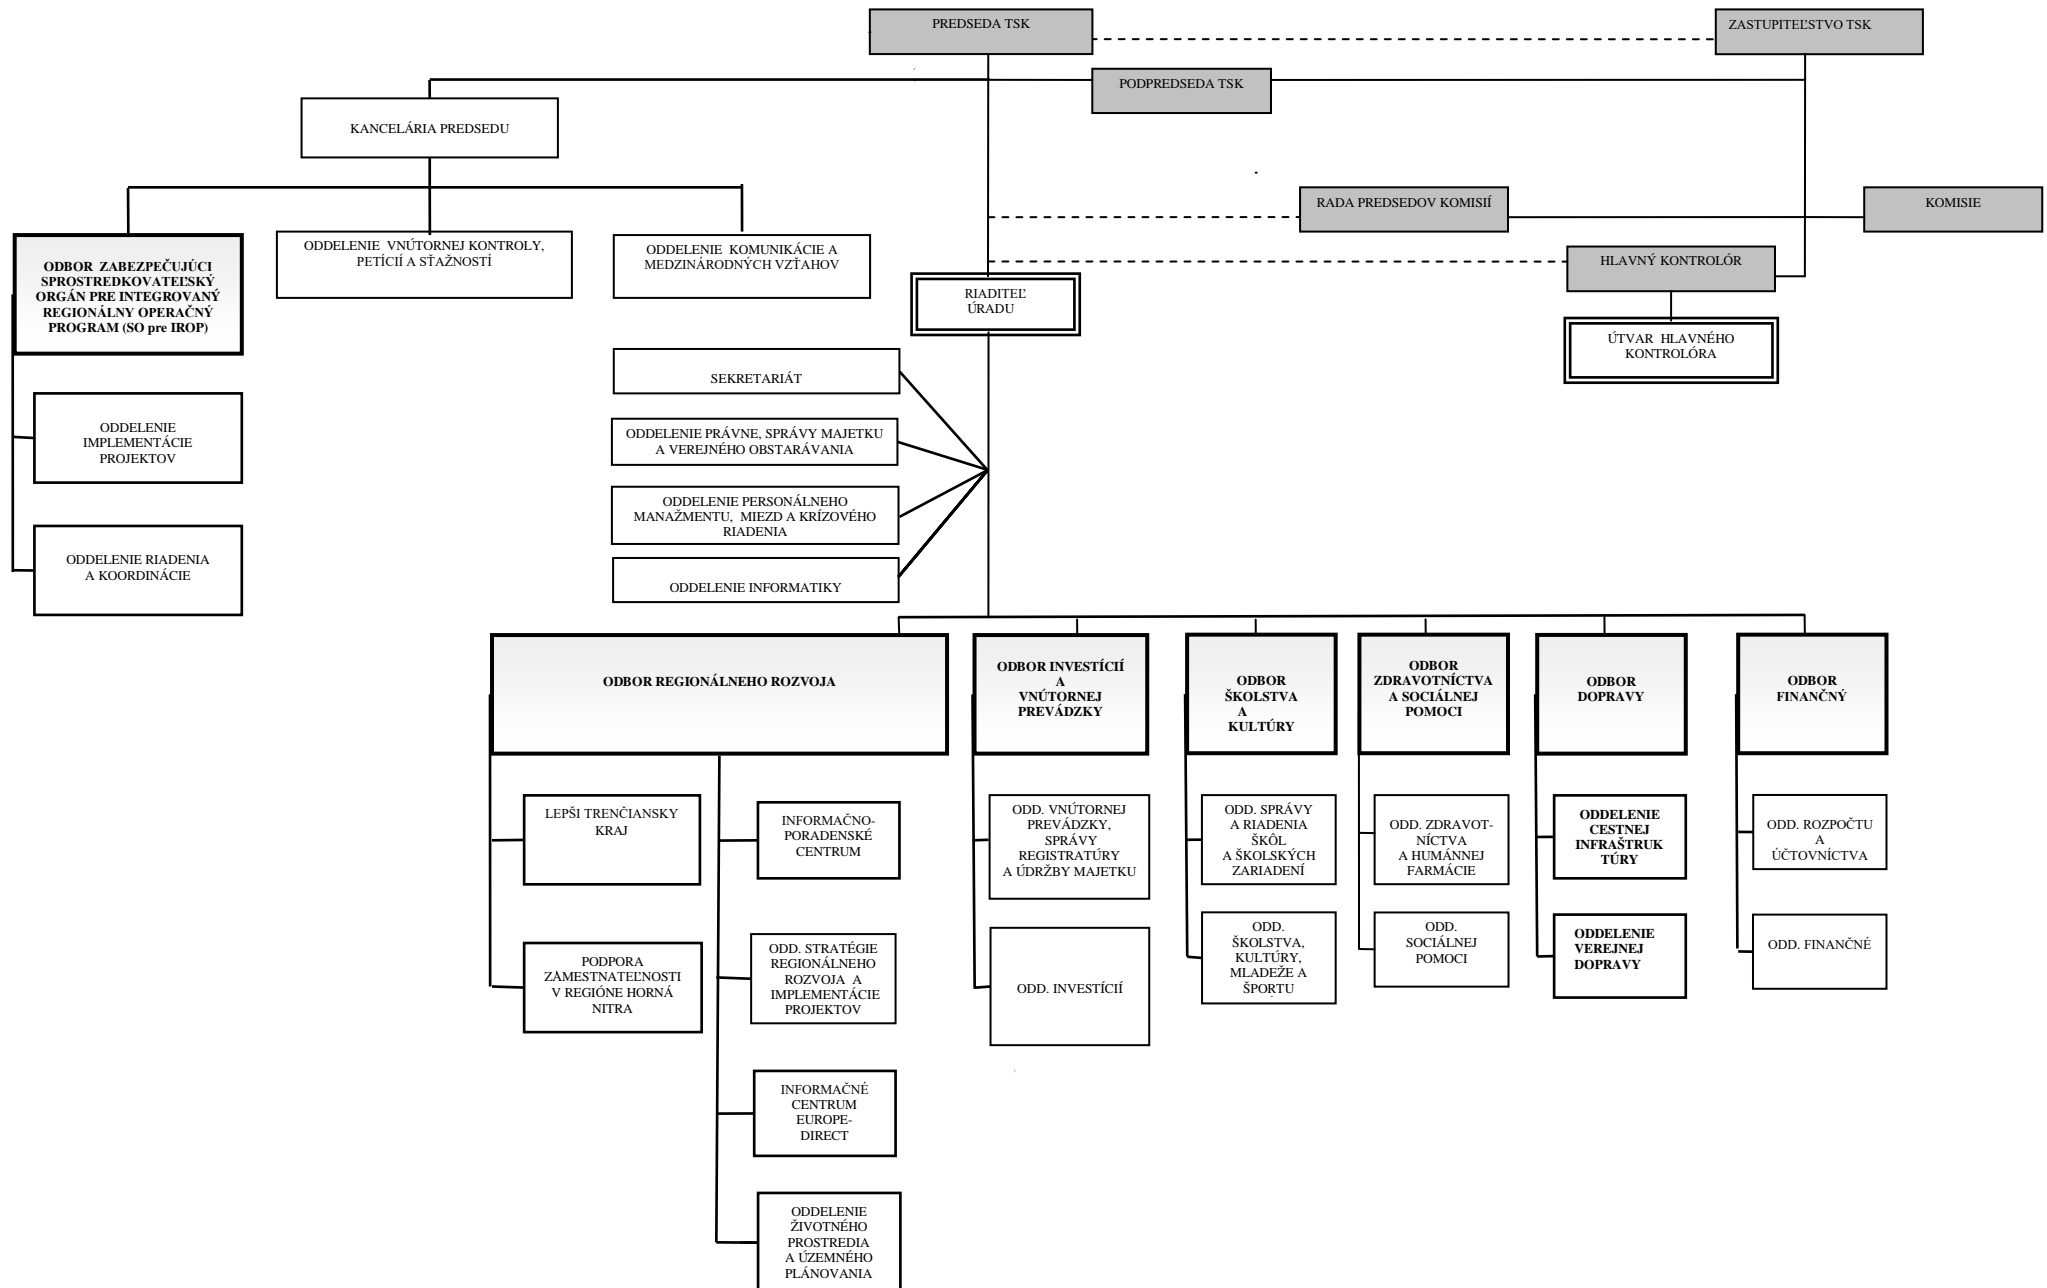 PREDSEDA TSK
ZASTUPITEĽSTVO TSK
PODPREDSEDA TSK
KANCELÁRIA PREDSEDU
RADA PREDSEDOV KOMISIÍ
KOMISIE
ODBOR ZABEZPEČUJÚCI
SPROSTREDKOVATEĽSKÝ
ORGÁN PRE INTEGROVANÝ
REGIONÁLNY OPERAČNÝ
PROGRAM (SO pre IROP)
ODDELENIE VNÚTORNEJ KONTROLY,
PETÍCIÍ A SŤAŽNOSTÍ
ODDELENIE KOMUNIKÁCIE A
MEDZINÁRODNÝCH VZŤAHOV
HLAVNÝ KONTROLÓR
RIADITEĽ
ÚRADU
ÚTVAR HLAVNÉHO
KONTROLÓRA
SEKRETARIÁT
ODDELENIE PRÁVNE, SPRÁVY MAJETKU
A VEREJNÉHO OBSTARÁVANIA
ODDELENIE PERSONÁLNEHO
MANAŽMENTU, MIEZD A KRÍZOVÉHO
RIADENIA
ODDELENIE INFORMATIKY
ODDELENIE
IMPLEMENTÁCIE
PROJEKTOV
ODDELENIE RIADENIA
A KOORDINÁCIE
ODBOR REGIONÁLNEHO ROZVOJA
ODBOR INVESTÍCIÍ
A
VNÚTORNEJ
PREVÁDZKY
ODBOR
ŠKOLSTVA
A
KULTÚRY
ODBOR
ZDRAVOTNÍCTVA
A SOCIÁLNEJ
POMOCI
ODBOR
DOPRAVY
ODBOR
FINANČNÝ
LEPŠI TRENČIANSKY
KRAJ
INFORMAČNO-
PORADENSKÉ
CENTRUM
ODD. VNÚTORNEJ
PREVÁDZKY,
SPRÁVY
REGISTRATÚRY
A ÚDRŽBY MAJETKU
ODD. SPRÁVY
A RIADENIA
ŠKÔL
A ŠKOLSKÝCH
ZARIADENÍ
ODD. ZDRAVOT-
NÍCTVA
A HUMÁNNEJ
FARMÁCIE
ODDELENIE
CESTNEJ
INFRAŠTRUK
TÚRY
ODD. ROZPOČTU
A
ÚČTOVNÍCTVA
PODPORA
ZAMESTNATEĽNOSTI
V REGIÓNE HORNÁ
NITRA
ODD. STRATÉGIE
REGIONÁLNEHO
ROZVOJA A
IMPLEMENTÁCIE
PROJEKTOV
ODD. INVESTÍCIÍ
ODD.
ŠKOLSTVA,
KULTÚRY,
MLADEŽE A
ŠPORTU
ODD.
SOCIÁLNEJ
POMOCI
ODDELENIE
VEREJNEJ
DOPRAVY
ODD. FINANČNÉ
INFORMAČNÉ
CENTRUM
EUROPE-
DIRECT
ODDELENIE
ŽIVOTNÉHO
PROSTREDIA
A ÚZEMNÉHO
PLÁNOVANIA